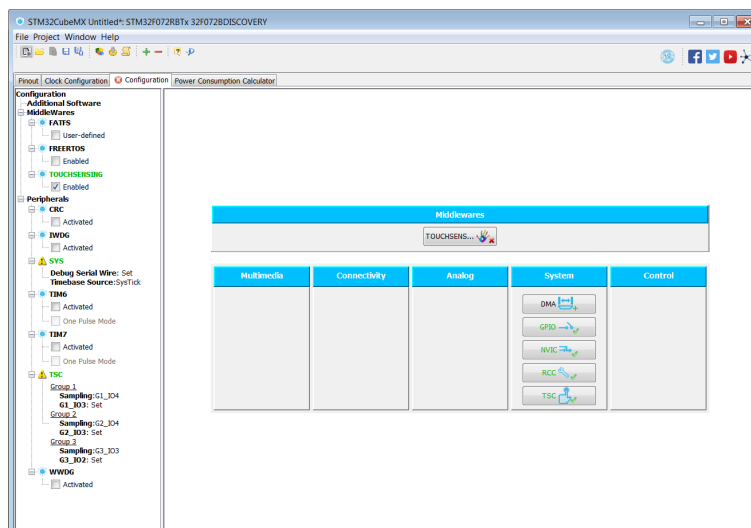 STM32CubeMX Untitled*: STM32F072RBTx 32F072BDISCOVERY
File Project Window Help
Pinout Clock Configuration Configuration Power Consumption Calculator
Configuration
Additional Software
MiddleWares
FATFS
User-defined
FREERTOS
Enabled
TOUCHSENSING
Enabled
Peripherals
CRC
Activated
IWDG
Activated
SYS
Debug Serial Wire: Set
Timebase Source:SysTick
TIM6
Activated
One Pulse Mode
TIM7
Activated
One Pulse Mode
TSC
Group 1
Sampling:G1_IO4
G1_IO3: Set
Group 2
Sampling:G2_IO4
G2_IO3: Set
Group 3
Sampling:G3_IO3
G3_IO2: Set
WWDG
Activated
Middlewares
TOUCHSENS...
Multimedia Connectivity Analog System Control
DMA
GPIO
NVIC
RCC
TSC